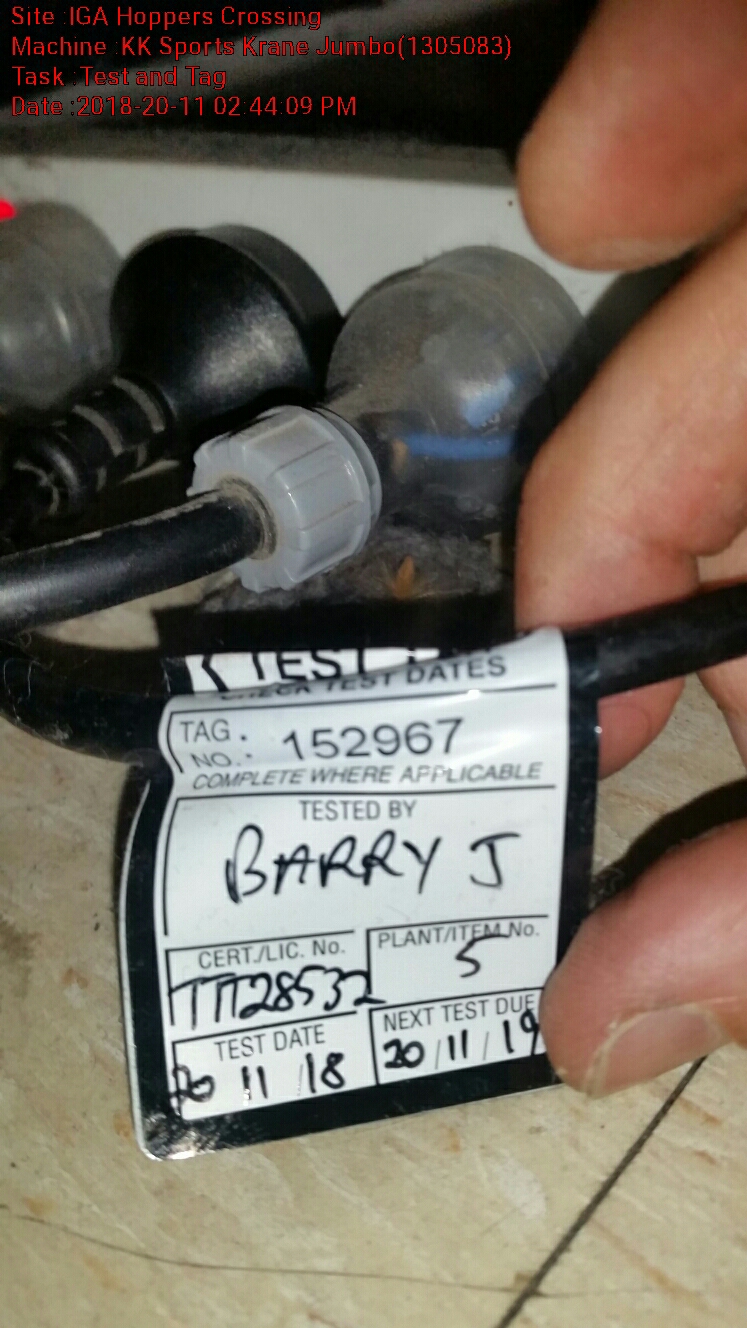 Site :IGA Hoppers Crossing
Machine :KK Sports Krane Jumbo(1305083)
Task :Test and Tag
Date :2018-20-11 02:44:09 PM
TEST
CHECK TEST DATES
TAG. NO.. 152967
COMPLETE WHERE APPLICABLE
TESTED BY
BARRY J
CERT./LIC. No.
TT28532
PLANT/ITEM No.
5
TEST DATE
20 11 /18
NEXT TEST DUE
20/11/19